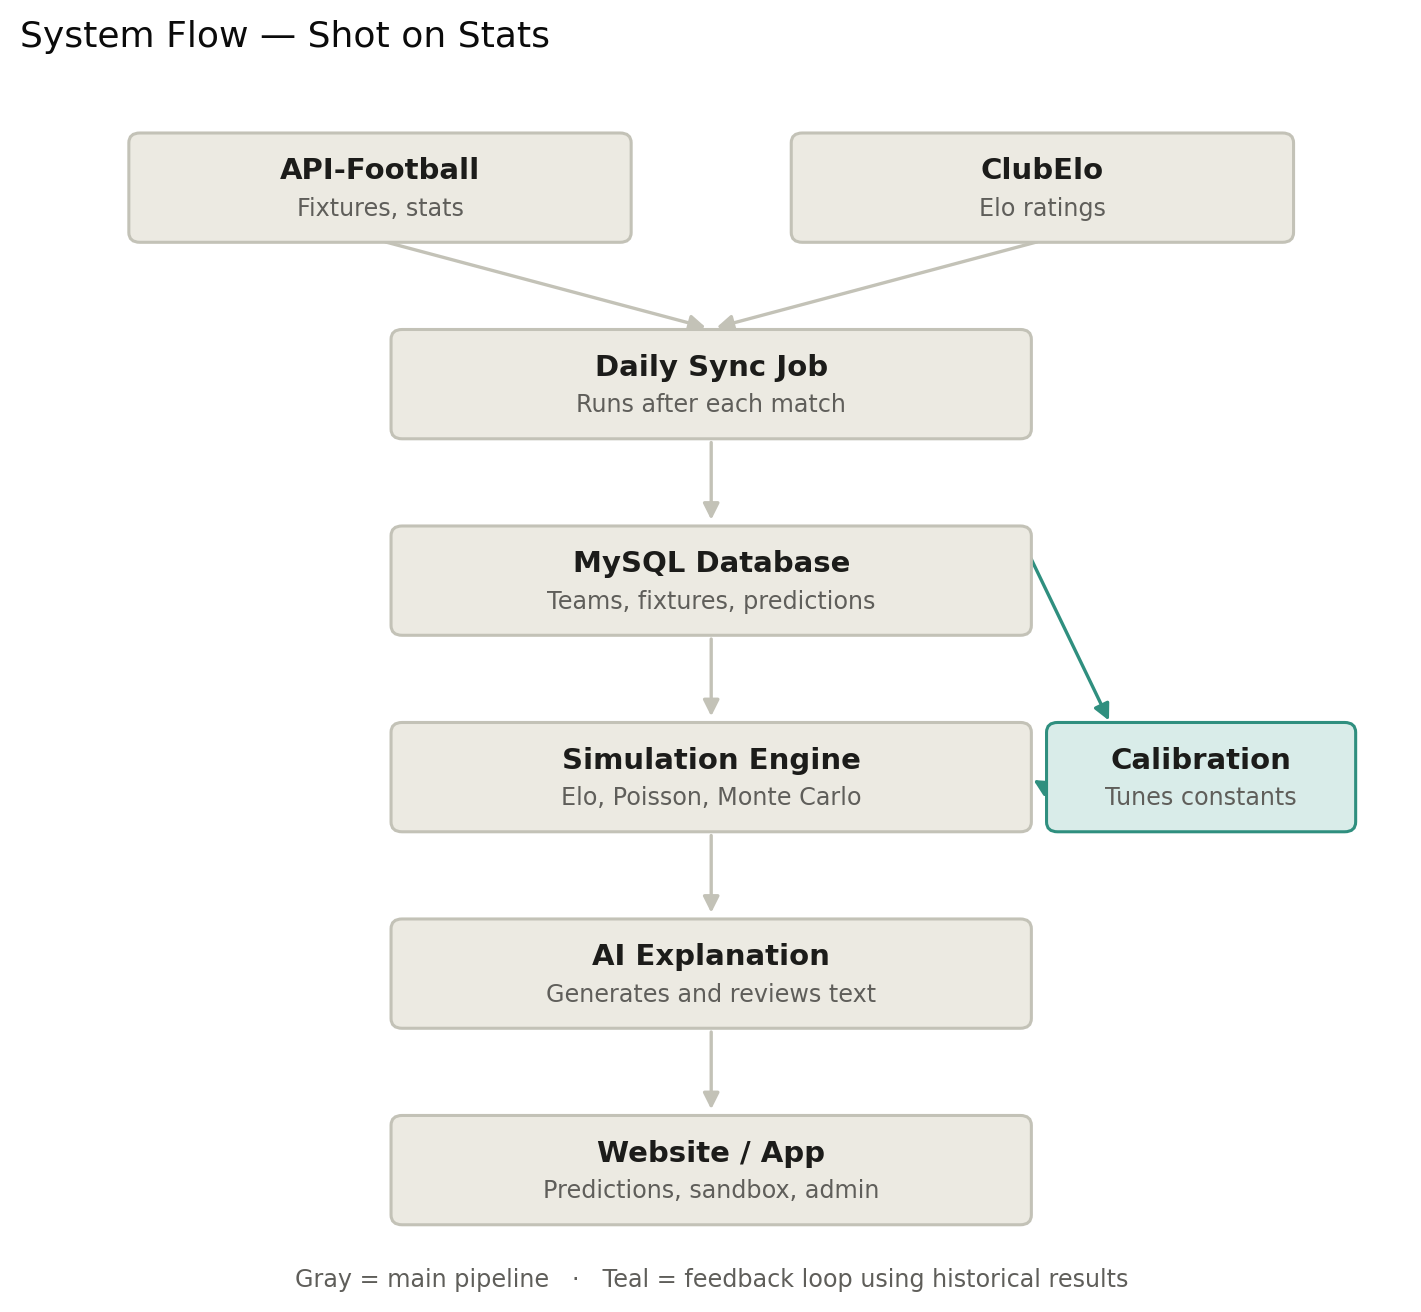 System Flow — Shot on Stats
API-Football
Fixtures, stats
ClubElo
Elo ratings
Daily Sync Job
Runs after each match
MySQL Database
Teams, fixtures, predictions
Simulation Engine
Elo, Poisson, Monte Carlo
Calibration
Tunes constants
AI Explanation
Generates and reviews text
Website / App
Predictions, sandbox, admin
Gray = main pipeline · Teal = feedback loop using historical results